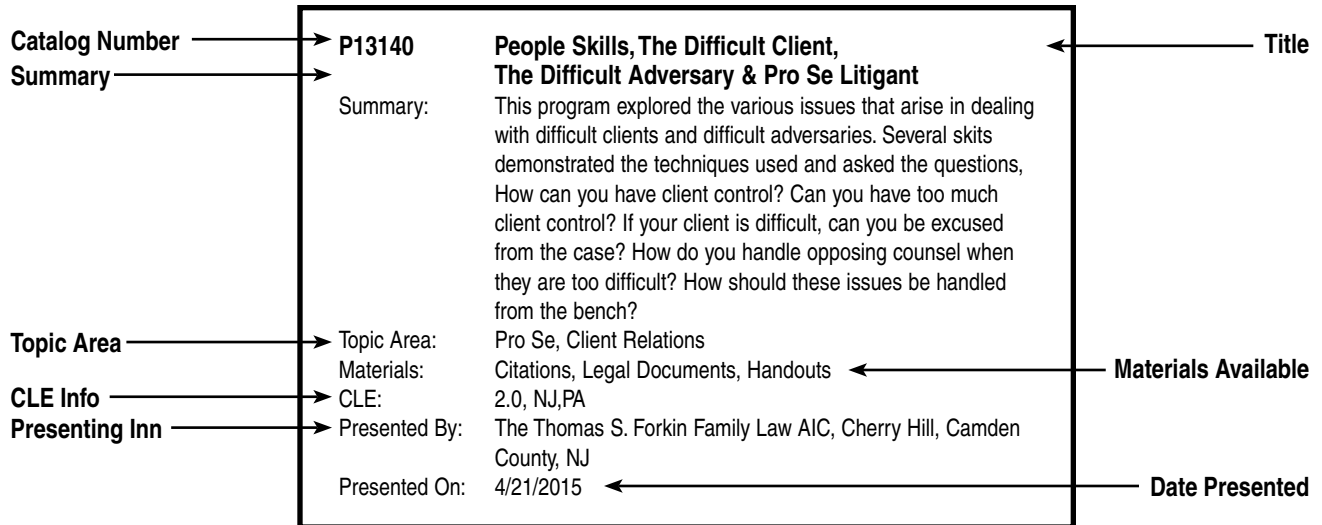 Catalog Number
Summary
Topic Area
CLE Info
Presenting Inn
P13140 People Skills, The Difficult Client,
The Difficult Adversary & Pro Se Litigant
Summary: This program explored the various issues that arise in dealing
with difficult clients and difficult adversaries. Several skits
demonstrated the techniques used and asked the questions,
How can you have client control? Can you have too much
client control? If your client is difficult, can you be excused
from the case? How do you handle opposing counsel when
they are too difficult? How should these issues be handled
from the bench?
Topic Area: Pro Se, Client Relations
Materials: Citations, Legal Documents, Handouts
CLE: 2.0, NJ,PA
Presented By: The Thomas S. Forkin Family Law AIC, Cherry Hill, Camden
County, NJ
Presented On: 4/21/2015
Title
Materials Available
Date Presented